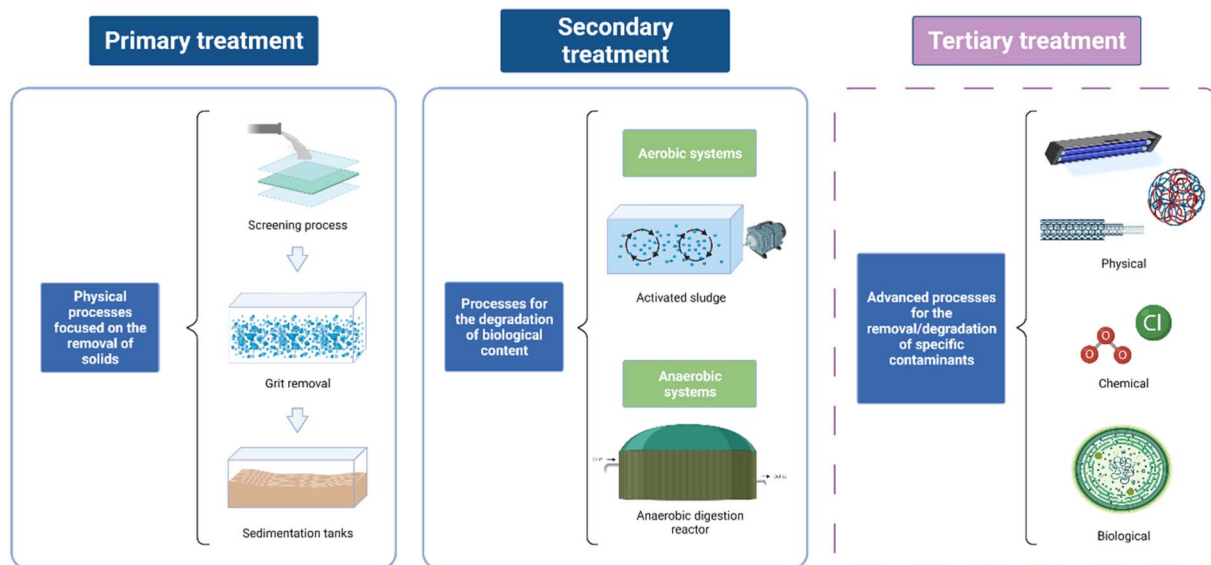 Primary treatment
Secondary
treatment
Tertiary treatment
Physical
processes
focused on the
removal of
solids
Screening process
Grit removal
Sedimentation tanks
Processes for
the degradation
of biological
content
Aerobic systems
Activated sludge
Anaerobic
systems
Anaerobic digestion
reactor
Advanced processes
for the
removal/degradation
of specific
contaminants
Physical
Cl
O
O
O
Chemical
Biological